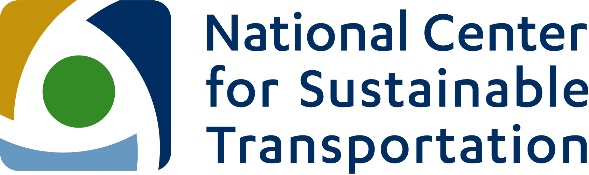 National Center
for Sustainable
Transportation